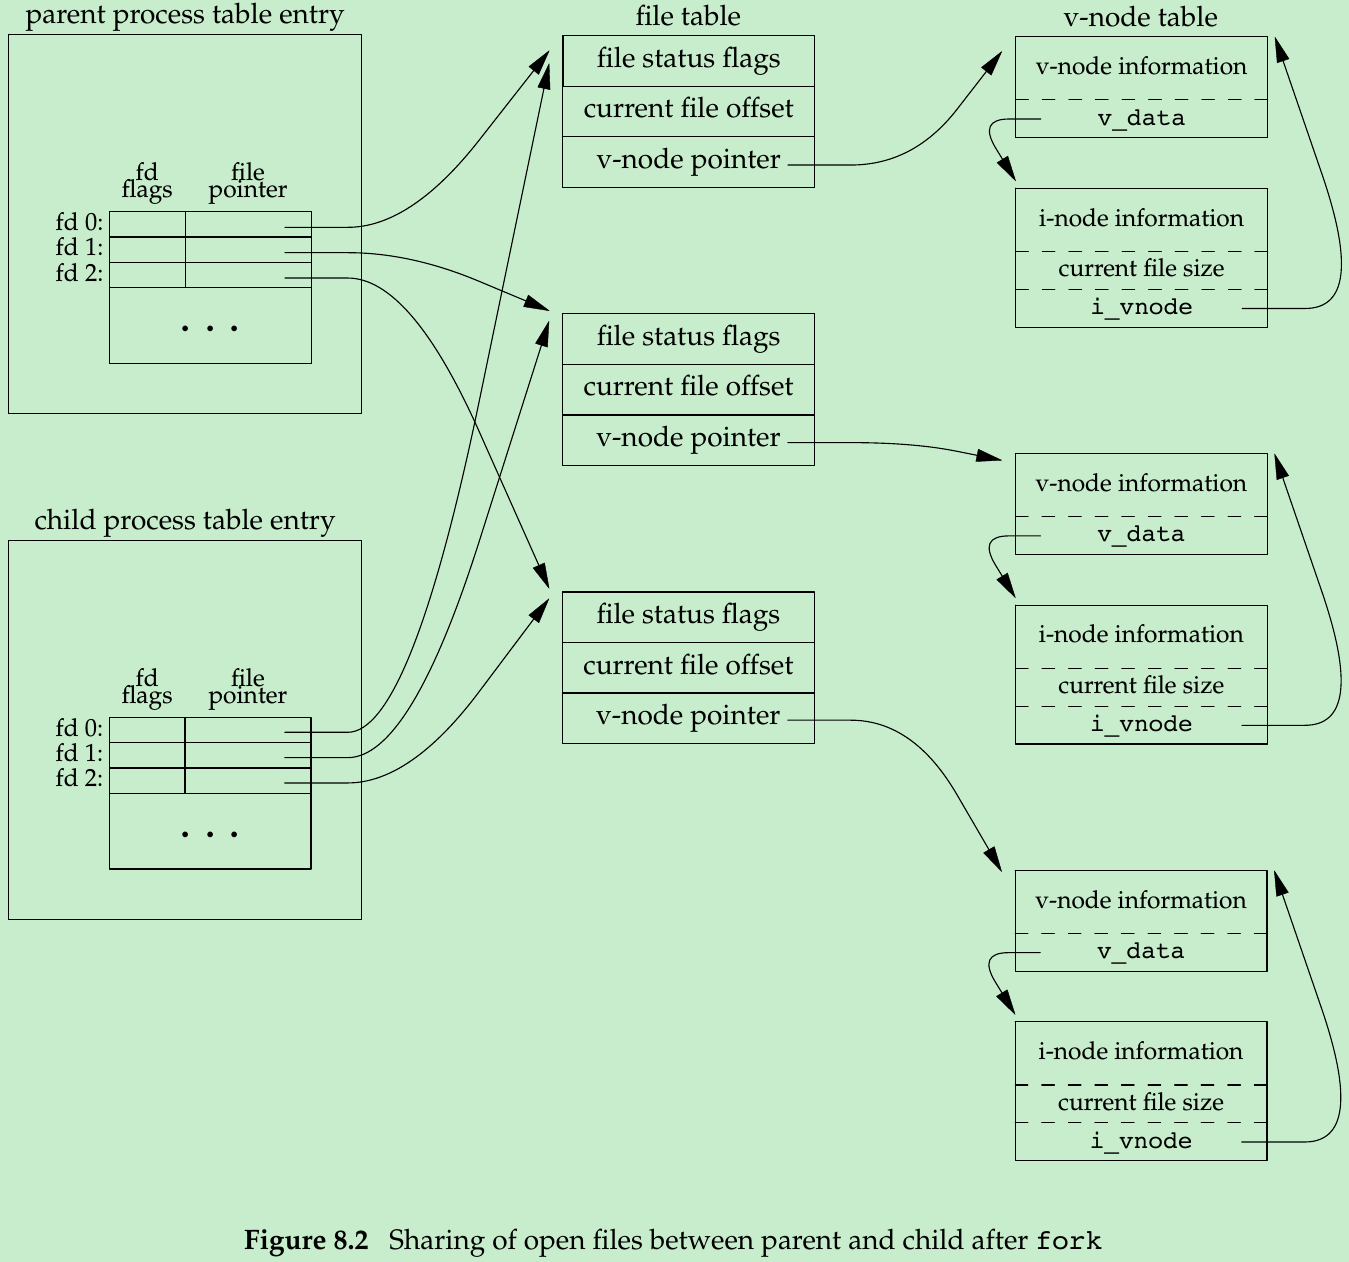 parent process table entry
fd
flags
file
pointer
fd 0:
fd 1:
fd 2:
. . .
child process table entry
fd
flags
file
pointer
fd 0:
fd 1:
fd 2:
. . .
file table
file status flags
current file offset
v-node pointer
file status flags
current file offset
v-node pointer
file status flags
current file offset
v-node pointer
v-node table
v-node information
v_data
i-node information
current file size
i_vnode
v-node information
v_data
i-node information
current file size
i_vnode
v-node information
v_data
i-node information
current file size
i_vnode
Figure 8.2 Sharing of open files between parent and child after fork